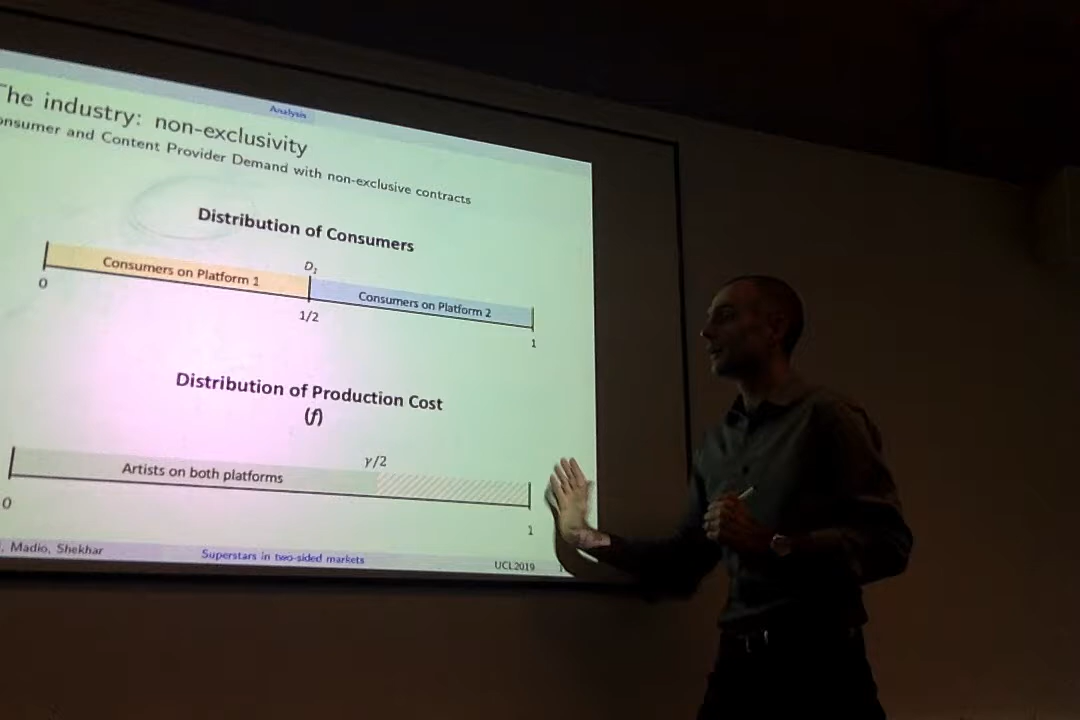 Analysis
The industry: non-exclusivity
onsumer and Content Provider Demand with non-exclusive contracts
Distribution of Consumers
D₁
Consumers on Platform 1
Consumers on Platform 2
0
1/2
1
Distribution of Production Cost
(f)
γ/2
Artists on both platforms
0
1
, Madio, Shekhar
Superstars in two-sided markets
UCL2019